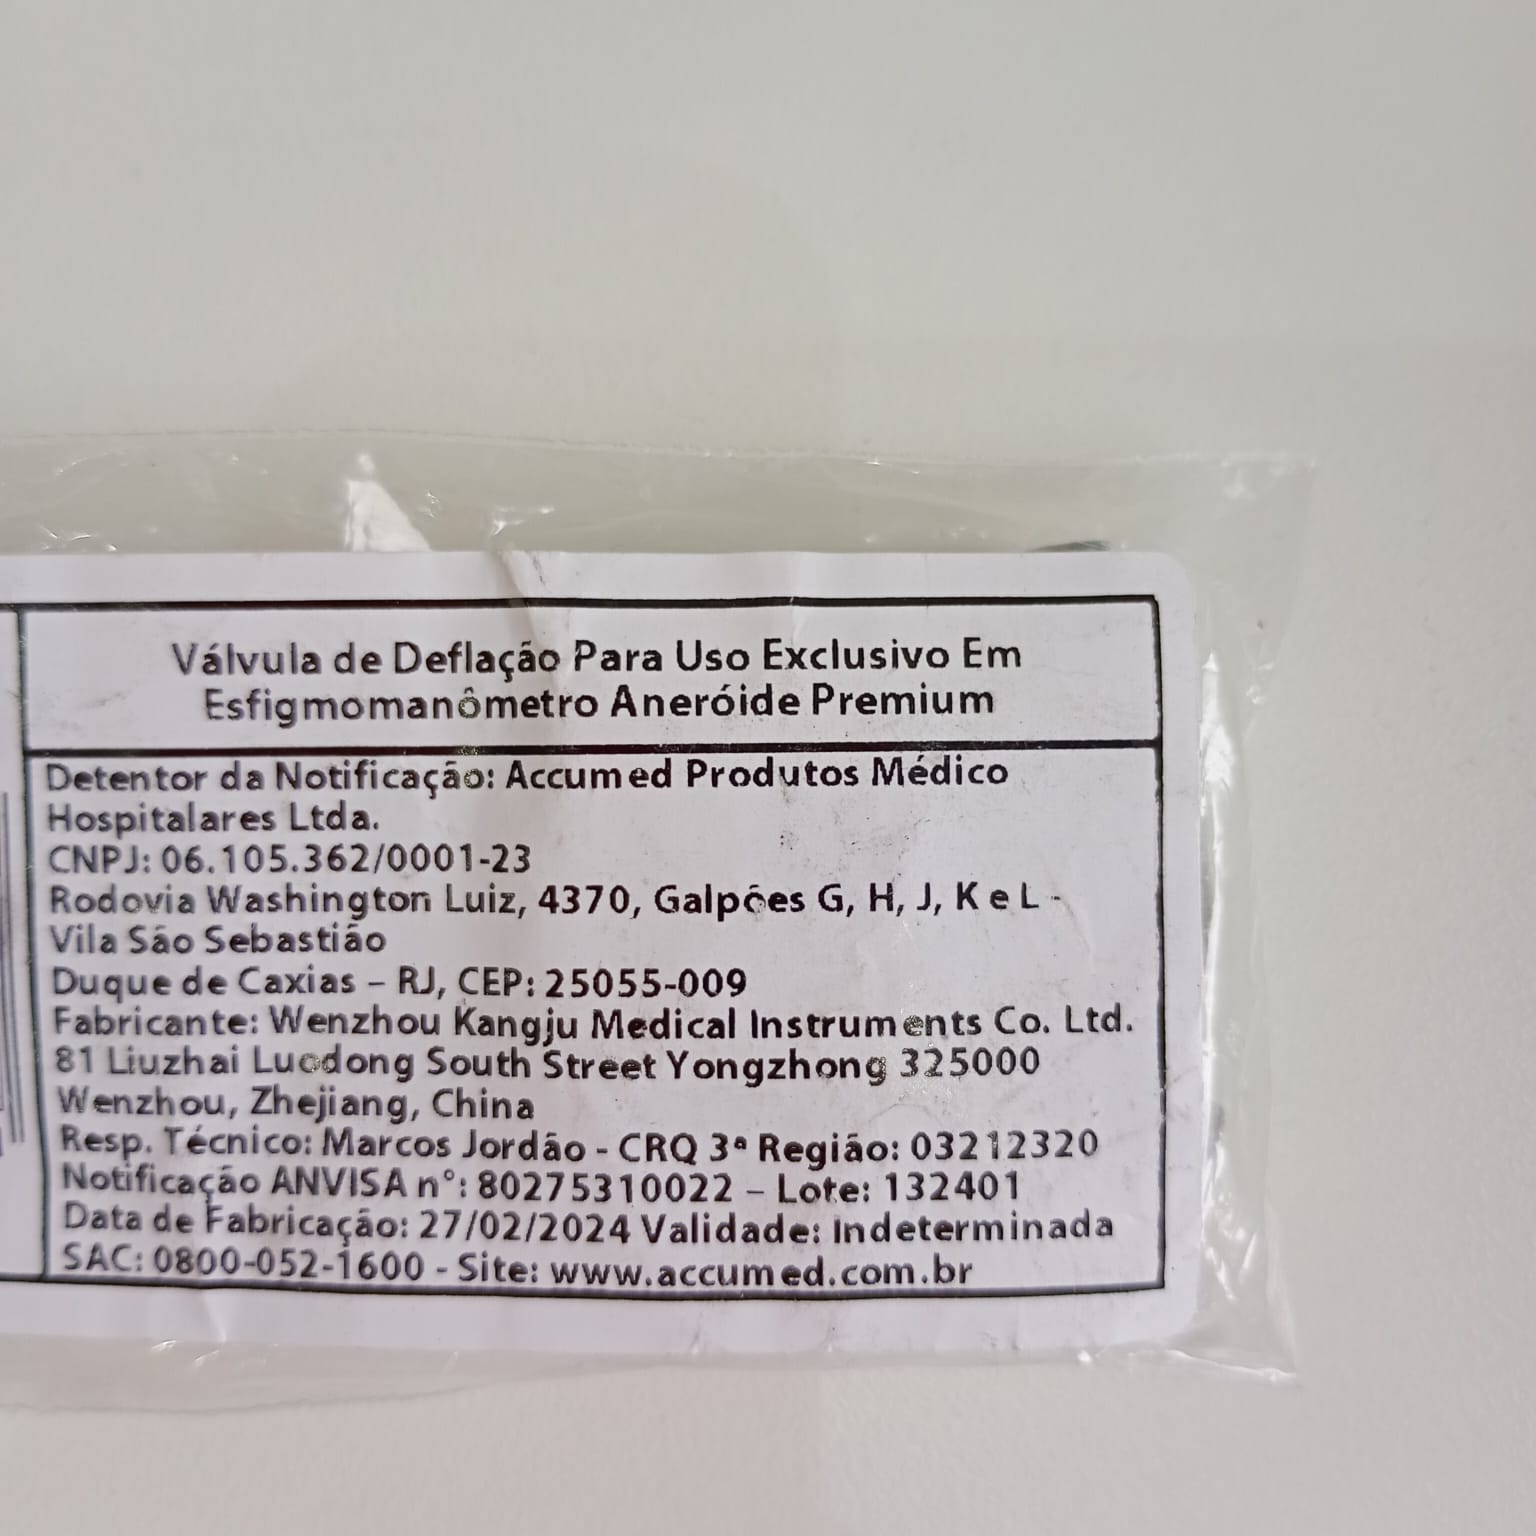 Válvula de Deflação Para Uso Exclusivo Em
Esfigmomanômetro Aneróide Premium
Detentor da Notificação: Accumed Produtos Médico
Hospitalares Ltda.
CNPJ: 06.105.362/0001-23
Rodovia Washington Luiz, 4370, Galpões G, H, J, K e L -
Vila São Sebastião
Duque de Caxias – RJ, CEP: 25055-009
Fabricante: Wenzhou Kangju Medical Instruments Co. Ltd.
81 Liuzhai Luodong South Street Yongzhong 325000
Wenzhou, Zhejiang, China
Resp. Técnico: Marcos Jordão - CRQ 3ª Região: 03212320
Notificação ANVISA n°: 80275310022 – Lote: 132401
Data de Fabricação: 27/02/2024 Validade: Indeterminada
SAC: 0800-052-1600 - Site: www.accumed.com.br